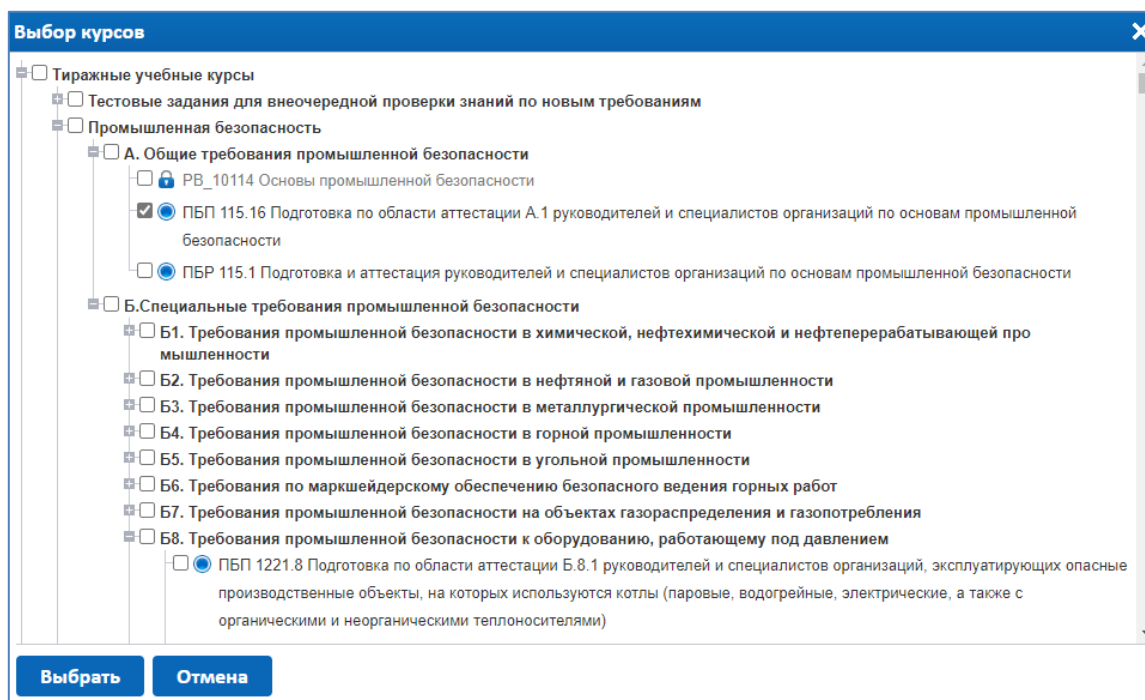 Выбор курсов
Тиражные учебные курсы
Тестовые задания для внеочередной проверки знаний по новым требованиям
Промышленная безопасность
А. Общие требования промышленной безопасности
РВ_10114 Основы промышленной безопасности
ПБП 115.16 Подготовка по области аттестации А.1 руководителей и специалистов организаций по основам промышленной
безопасности
ПБР 115.1 Подготовка и аттестация руководителей и специалистов организаций по основам промышленной безопасности
Б.Специальные требования промышленной безопасности
Б1. Требования промышленной безопасности в химической, нефтехимической и нефтеперерабатывающей про
мышленности
Б2. Требования промышленной безопасности в нефтяной и газовой промышленности
Б3. Требования промышленной безопасности в металлургической промышленности
Б4. Требования промышленной безопасности в горной промышленности
Б5. Требования промышленной безопасности в угольной промышленности
Б6. Требования по маркшейдерскому обеспечению безопасного ведения горных работ
Б7. Требования промышленной безопасности на объектах газораспределения и газопотребления
Б8. Требования промышленной безопасности к оборудованию, работающему под давлением
ПБП 1221.8 Подготовка по области аттестации Б.8.1 руководителей и специалистов организаций, эксплуатирующих опасные
производственные объекты, на которых используются котлы (паровые, водогрейные, электрические, а также с
органическими и неорганическими теплоносителями)
Выбрать Отмена